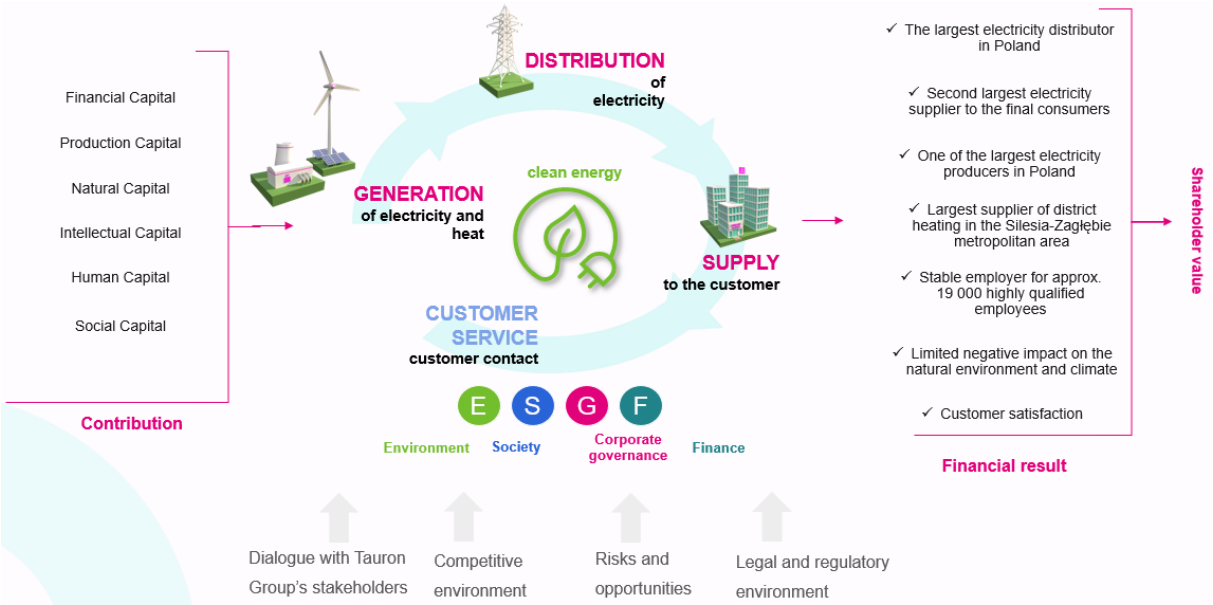 Financial Capital
Production Capital
Natural Capital
Intellectual Capital
Human Capital
Social Capital
Contribution
DISTRIBUTION
of
electricity
GENERATION
of electricity and
heat
clean energy
SUPPLY
to the customer
CUSTOMER
SERVICE
customer contact
E S G F
Environment
Society
Corporate
governance
Finance
✓ The largest electricity distributor
in Poland
✓ Second largest electricity
supplier to the final consumers
✓ One of the largest electricity
producers in Poland
✓ Largest supplier of district
heating in the Silesia-Zagłębie
metropolitan area
✓ Stable employer for approx.
19 000 highly qualified
employees
✓ Limited negative impact on the
natural environment and climate
✓ Customer satisfaction
Financial result
Shareholder value
Dialogue with Tauron
Group's stakeholders
Competitive
environment
Risks and
opportunities
Legal and regulatory
environment